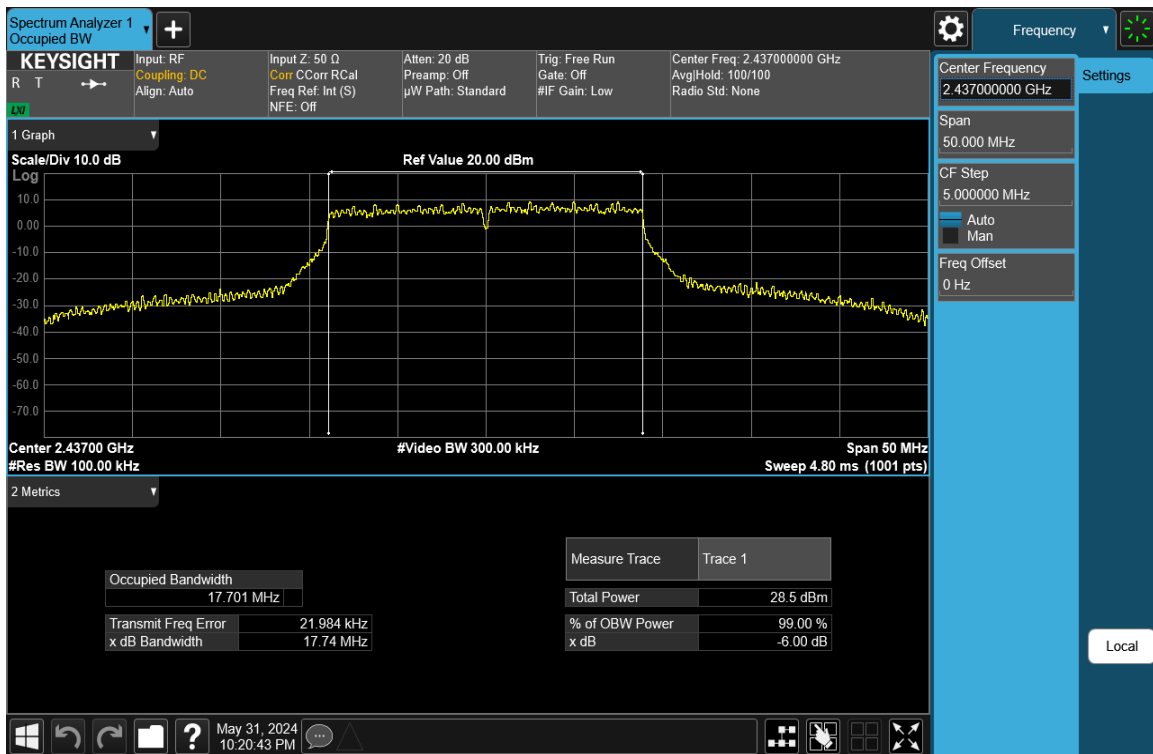 Spectrum Analyzer 1
Occupied BW
+
Frequency
KEYSIGHT
R T
LXI
Input: RF
Coupling: DC
Align: Auto
Input Z: 50 Ω
Corr CCorr RCal
Freq Ref: Int (S)
NFE: Off
Atten: 20 dB
Preamp: Off
µW Path: Standard
Trig: Free Run
Gate: Off
#IF Gain: Low
Center Freq: 2.437000000 GHz
Avg|Hold: 100/100
Radio Std: None
Center Frequency
2.437000000 GHz
Settings
Span
50.000 MHz
CF Step
5.000000 MHz
Auto
Man
Freq Offset
0 Hz
Local
1 Graph
Scale/Div 10.0 dB
Ref Value 20.00 dBm
Log
10.0
0.00
-10.0
-20.0
-30.0
-40.0
-50.0
-60.0
-70.0
Center 2.43700 GHz
#Video BW 300.00 kHz
Span 50 MHz
#Res BW 100.00 kHz
Sweep 4.80 ms (1001 pts)
2 Metrics
Occupied Bandwidth
17.701 MHz
Transmit Freq Error 21.984 kHz
x dB Bandwidth 17.74 MHz
Measure Trace Trace 1
Total Power 28.5 dBm
% of OBW Power 99.00 %
x dB -6.00 dB
?
May 31, 2024
10:20:43 PM